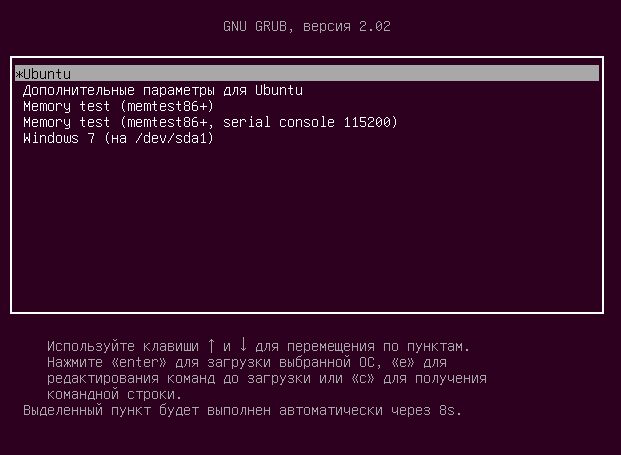 GNU GRUB, версия 2.02
*Ubuntu
Дополнительные параметры для Ubuntu
Memory test (memtest86+)
Memory test (memtest86+, serial console 115200)
Windows 7 (на /dev/sda1)
Используйте клавиши ↑ и ↓ для перемещения по пунктам.
Нажмите «enter» для загрузки выбранной ОС, «e» для
редактирования команд до загрузки или «c» для получения
командной строки.
Выделенный пункт будет выполнен автоматически через 8s.